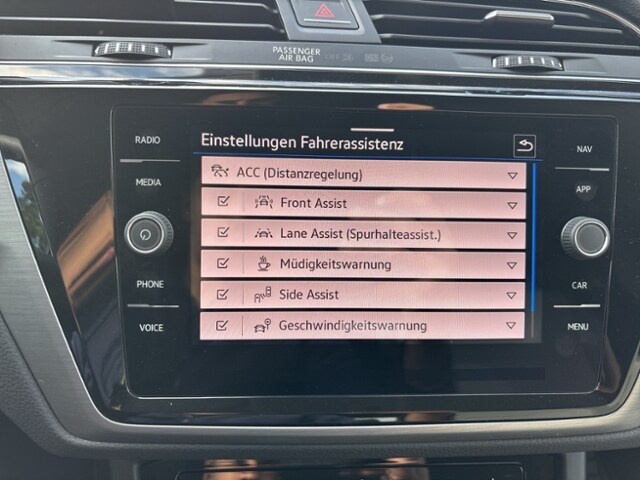 PASSENGER
AIR BAG
RADIO
MEDIA
PHONE
VOICE
Einstellungen Fahrerassistenz
ACC (Distanzregelung)
Front Assist
Lane Assist (Spurhalteassist.)
Müdigkeitswarnung
Side Assist
Geschwindigkeitswarnung
NAV
APP
CAR
MENU